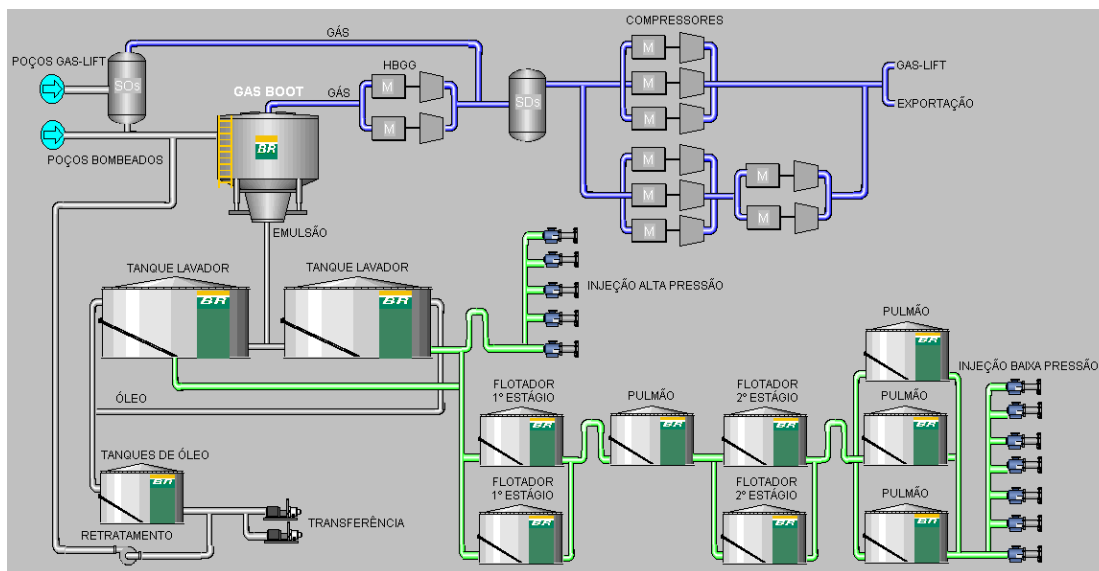 COMPRESSORES
GÁS
POÇOS GAS-LIFT
SOs
HBGG
M
M
GAS BOOT
GÁS
M
M
SDs
M
M
GAS-LIFT
EXPORTAÇÃO
POÇOS BOMBEADOS
BR
M
M
M
M
M
EMULSÃO
TANQUE LAVADOR
TANQUE LAVADOR
BR
BR
INJEÇÃO ALTA PRESSÃO
PULMÃO
BR
INJEÇÃO BAIXA PRESSÃO
ÓLEO
FLOTADOR
1º ESTÁGIO
PULMÃO
FLOTADOR
2º ESTÁGIO
PULMÃO
BR
BR
BR
BR
TANQUES DE ÓLEO
BR
FLOTADOR
1º ESTÁGIO
FLOTADOR
2º ESTÁGIO
PULMÃO
BR
BR
BR
TRANSFERÊNCIA
RETRATAMENTO